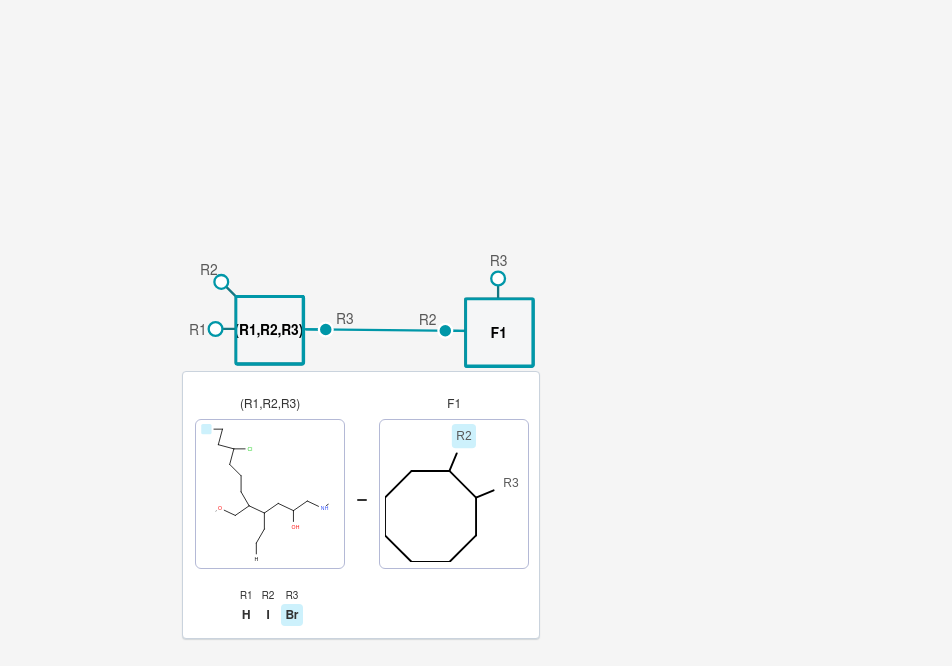 R2
R3
R1
(R1,R2,R3)
R3
R2
F1
(R1,R2,R3)
F1
R2
R3
Cl
O
OH
NH
H
R1 R2 R3
H I Br